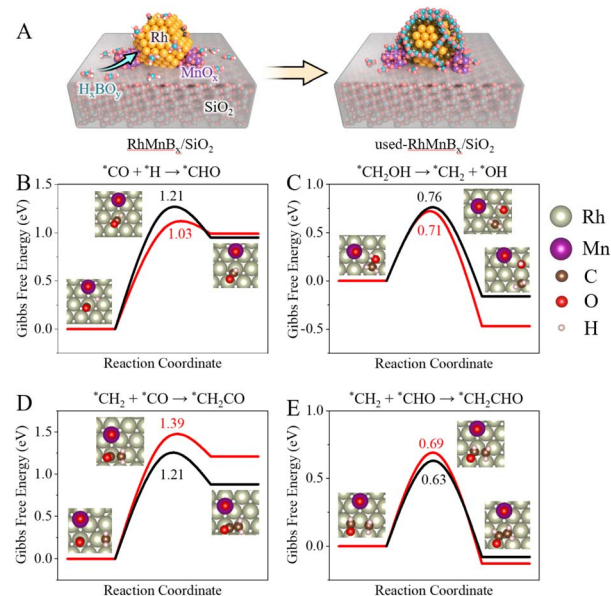 A
Rh
MnOx
HxBOy
SiO2
RhMnBx/SiO2
used-RhMnBx/SiO2
B
*CO + *H → *CHO
1.21
1.03
Gibbs Free Energy (eV)
1.5
1.0
0.5
0.0
Reaction Coordinate
C
*CH2OH → *CH2 + *OH
0.76
0.71
Gibbs Free Energy (eV)
1.0
0.5
0.0
-0.5
Reaction Coordinate
Rh
Mn
C
O
H
D
*CH2 + *CO → *CH2CO
1.39
1.21
Gibbs Free Energy (eV)
1.5
1.0
0.5
0.0
Reaction Coordinate
E
*CH2 + *CHO → *CH2CHO
0.69
0.63
Gibbs Free Energy (eV)
1.0
0.5
0.0
Reaction Coordinate